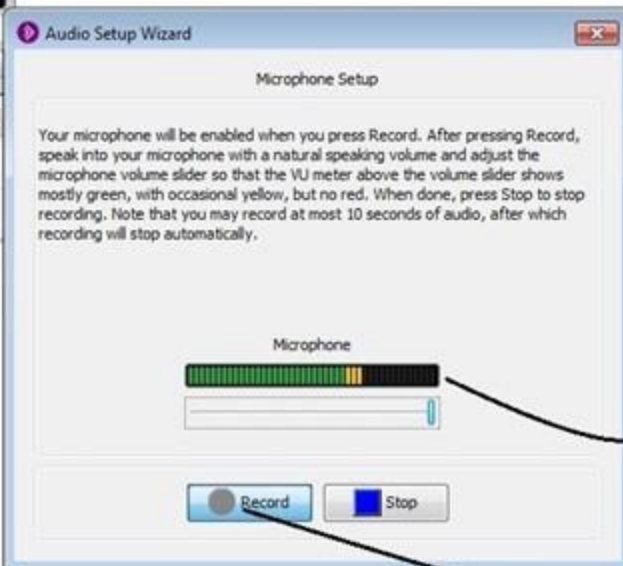 Audio Setup Wizard
Microphone Setup
Your microphone will be enabled when you press Record. After pressing Record,
speak into your microphone with a natural speaking volume and adjust the
microphone volume slider so that the VU meter above the volume slider shows
mostly green, with occasional yellow, but no red. When done, press Stop to stop
recording. Note that you may record at most 10 seconds of audio, after which
recording will stop automatically.
Microphone
Record Stop